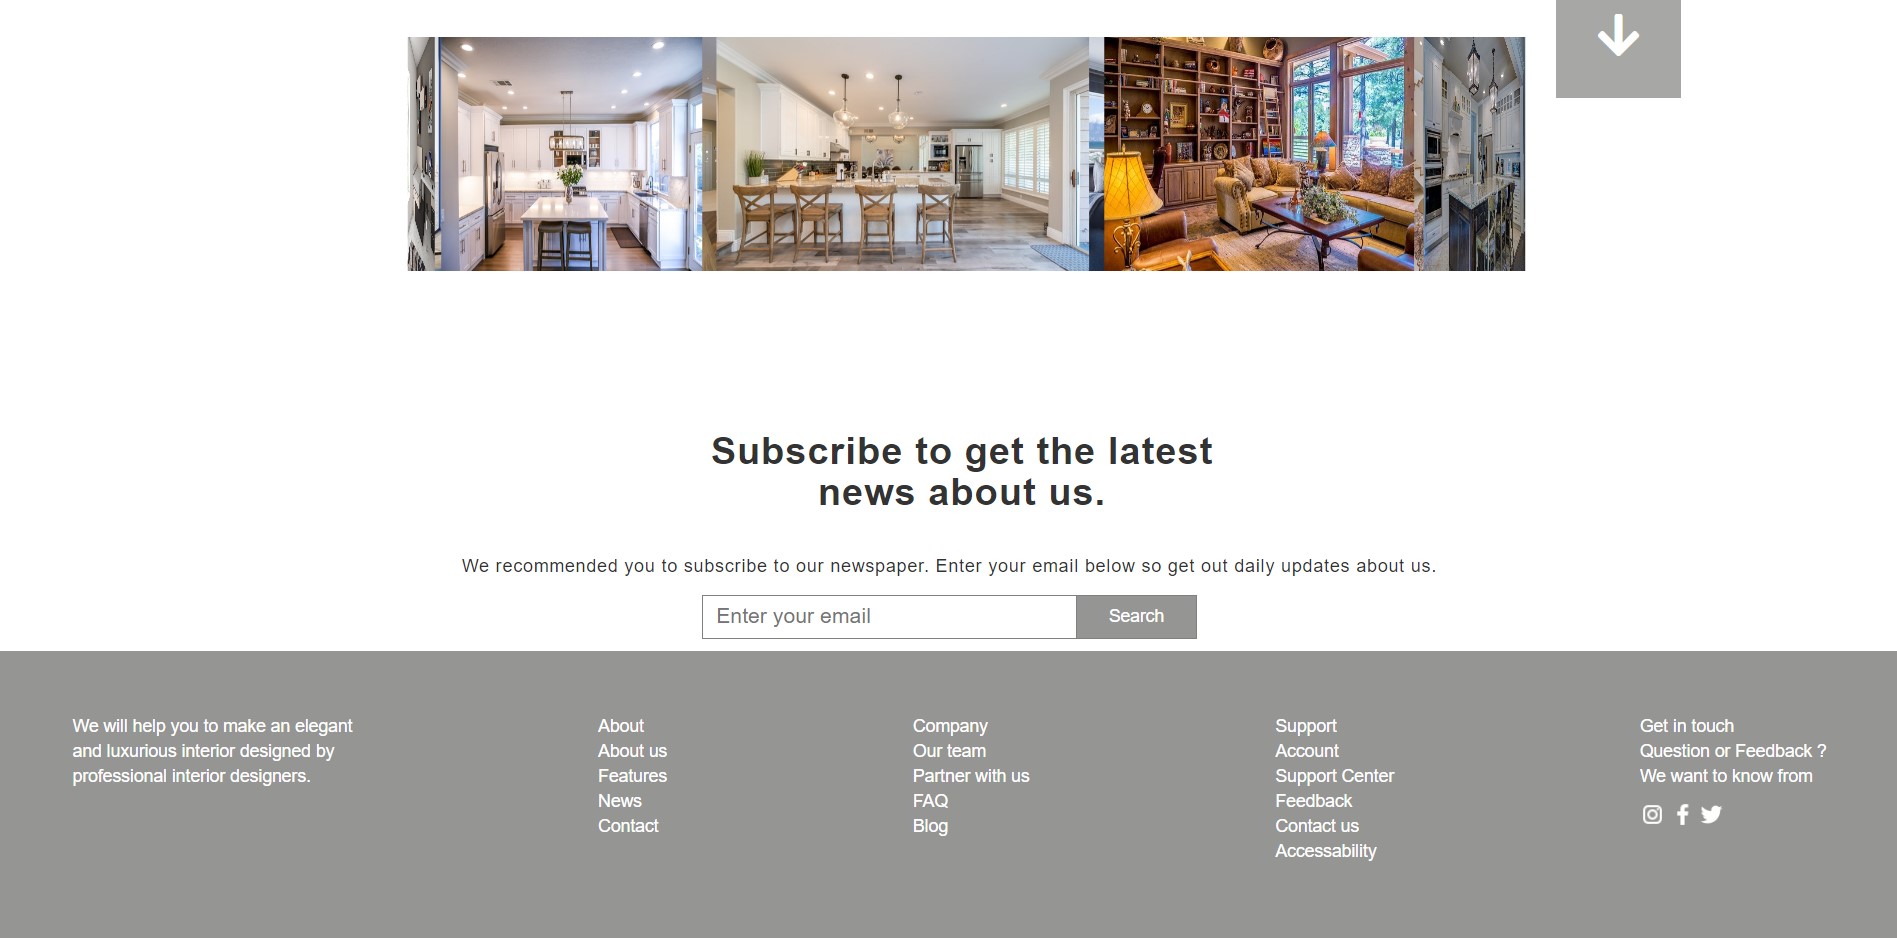 Subscribe to get the latest
news about us.
We recommended you to subscribe to our newspaper. Enter your email below so get out daily updates about us.
Enter your email
Search
We will help you to make an elegant
and luxurious interior designed by
professional interior designers.
About
About us
Features
News
Contact
Company
Our team
Partner with us
FAQ
Blog
Support
Account
Support Center
Feedback
Contact us
Accessability
Get in touch
Question or Feedback ?
We want to know from